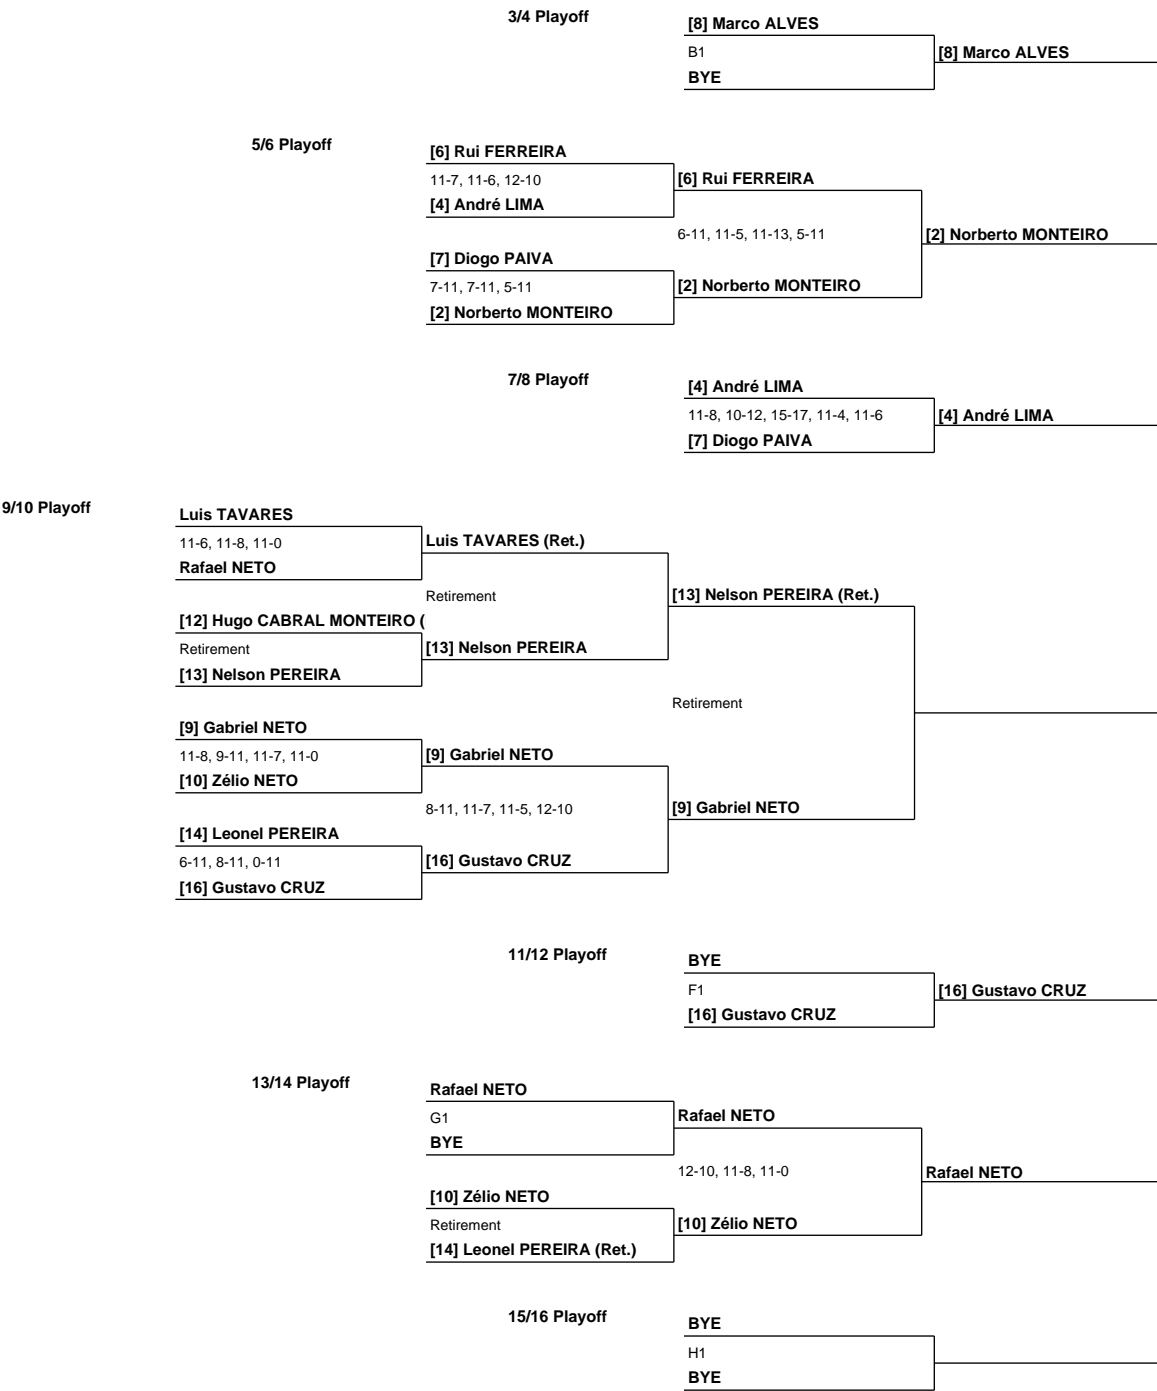 3/4 Playoff
[8] Marco ALVES
B1
[8] Marco ALVES
BYE
5/6 Playoff
[6] Rui FERREIRA
11-7, 11-6, 12-10
[6] Rui FERREIRA
[4] André LIMA
6-11, 11-5, 11-13, 5-11
[2] Norberto MONTEIRO
[7] Diogo PAIVA
7-11, 7-11, 5-11
[2] Norberto MONTEIRO
[2] Norberto MONTEIRO
7/8 Playoff
[4] André LIMA
11-8, 10-12, 15-17, 11-4, 11-6
[4] André LIMA
[7] Diogo PAIVA
9/10 Playoff
Luis TAVARES
11-6, 11-8, 11-0
Luis TAVARES (Ret.)
Rafael NETO
Retirement
[13] Nelson PEREIRA (Ret.)
[12] Hugo CABRAL MONTEIRO (
Retirement
[13] Nelson PEREIRA
[13] Nelson PEREIRA
Retirement
[9] Gabriel NETO
11-8, 9-11, 11-7, 11-0
[9] Gabriel NETO
[10] Zélio NETO
8-11, 11-7, 11-5, 12-10
[9] Gabriel NETO
[14] Leonel PEREIRA
6-11, 8-11, 0-11
[16] Gustavo CRUZ
[16] Gustavo CRUZ
11/12 Playoff
BYE
F1
[16] Gustavo CRUZ
[16] Gustavo CRUZ
13/14 Playoff
Rafael NETO
G1
Rafael NETO
BYE
12-10, 11-8, 11-0
Rafael NETO
[10] Zélio NETO
Retirement
[10] Zélio NETO
[14] Leonel PEREIRA (Ret.)
15/16 Playoff
BYE
H1
BYE